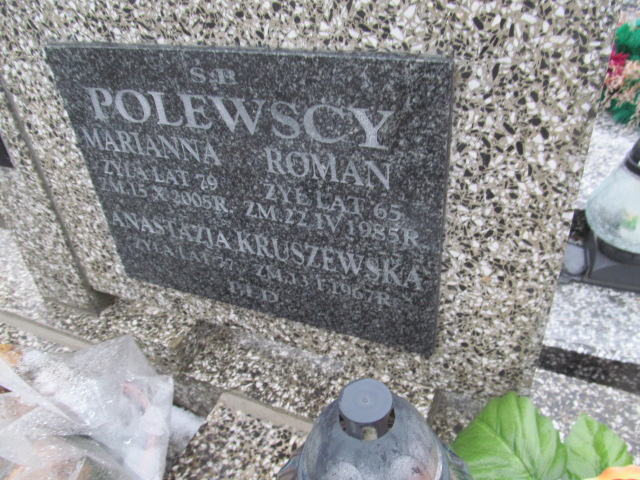 Ś.P.
POLEWSCY
MARIANNA
ŻYŁA LAT 79
ZM.15.X.2005R.
ROMAN
ŻYŁ LAT 65
ZM.22.IV.1985R.
ANASTAZJA KRUSZEWSKA
ŻYŁA LAT 77
ZM. 1967R